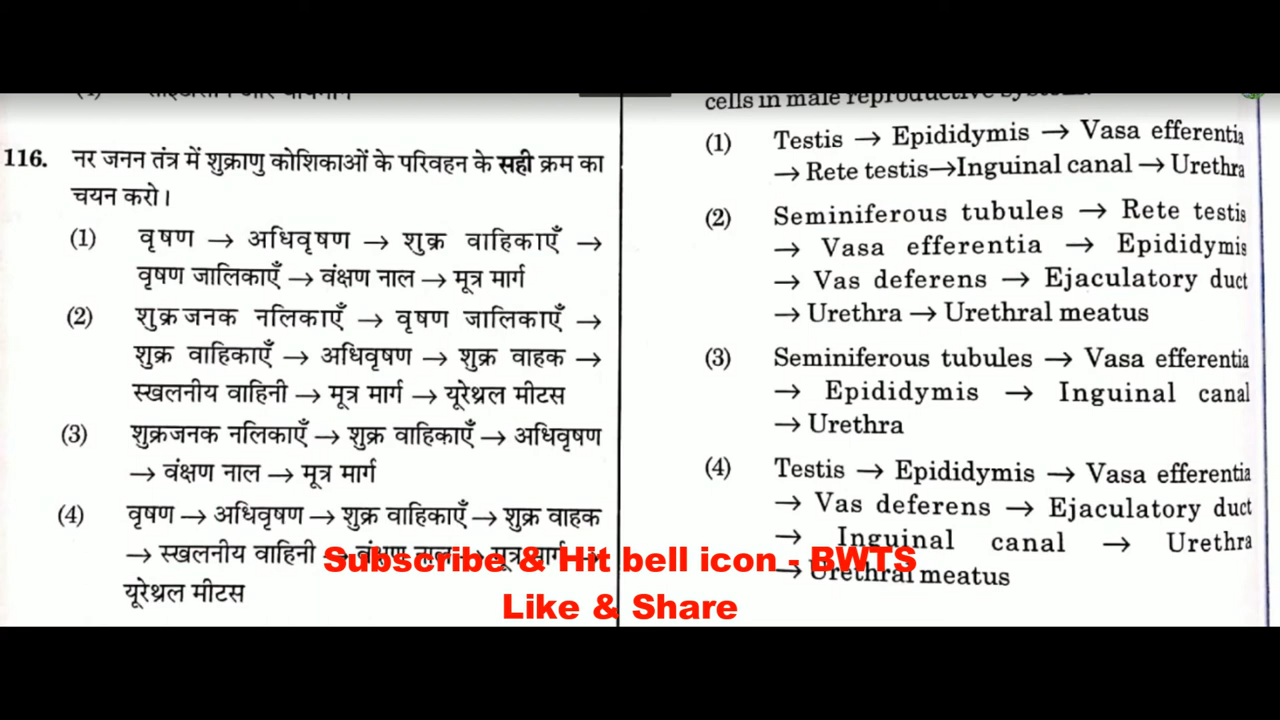 116. नर जनन तंत्र में शुक्राणु कोशिकाओं के परिवहन के सही क्रम का
चयन करो।
(1) वृषण → अधिवृषण → शुक्र वाहिकाएँ →
वृषण जालिकाएँ → वंक्षण नाल → मूत्र मार्ग
(2) शुक्रजनक नलिकाएँ → वृषण जालिकाएँ →
शुक्र वाहिकाएँ → अधिवृषण → शुक्र वाहक →
स्खलनीय वाहिनी → मूत्र मार्ग → यूरेथ्रल मीटस
(3) शुक्रजनक नलिकाएँ → शुक्र वाहिकाएँ → अधिवृषण
→ वंक्षण नाल → मूत्र मार्ग
(4) वृषण → अधिवृषण → शुक्र वाहिकाएँ → शुक्र वाहक
→ स्खलनीय वाहिनी → वंक्षण नाल → मूत्र मार्ग →
यूरेथ्रल मीटस
cells in male reproductive system.
(1) Testis → Epididymis → Vasa efferentia
→ Rete testis→Inguinal canal → Urethra
(2) Seminiferous tubules → Rete testis
→ Vasa efferentia → Epididymis
→ Vas deferens → Ejaculatory duct
→ Urethra → Urethral meatus
(3) Seminiferous tubules → Vasa efferentia
→ Epididymis → Inguinal canal
→ Urethra
(4) Testis → Epididymis → Vasa efferentia
→ Vas deferens → Ejaculatory duct
→ Inguinal canal → Urethra
→ Urethral meatus
Subscribe & Hit bell icon - BWTS
Like & Share